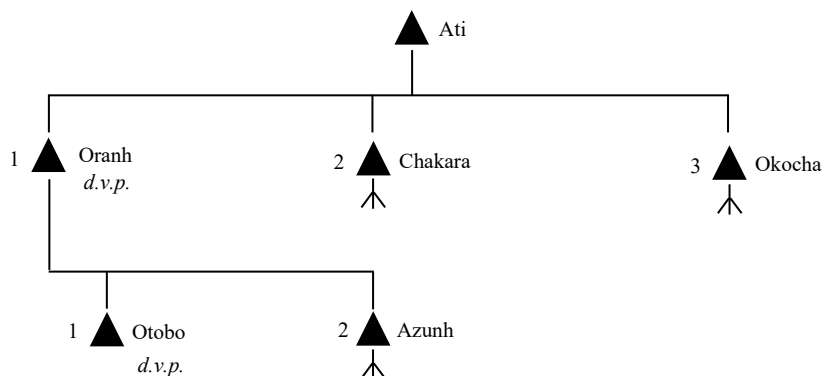 Ati
1 Oranh
d.v.p.
2 Chakara
3 Okocha
1 Otobo
d.v.p.
2 Azunh